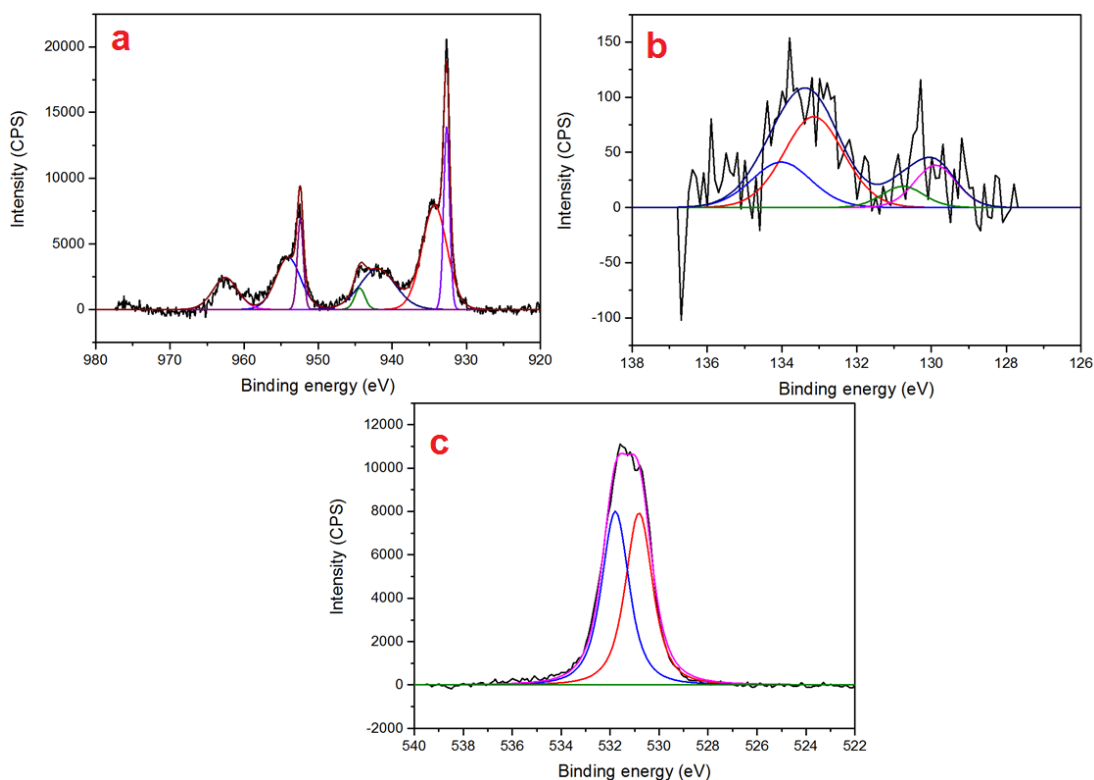 a
20000
15000
10000
5000
0
Intensity (CPS)
980 970 960 950 940 930 920
Binding energy (eV)
b
150
100
50
0
-50
-100
Intensity (CPS)
138 136 134 132 130 128 126
Binding energy (eV)
c
12000
10000
8000
6000
4000
2000
0
-2000
Intensity (CPS)
540 538 536 534 532 530 528 526 524 522
Binding energy (eV)